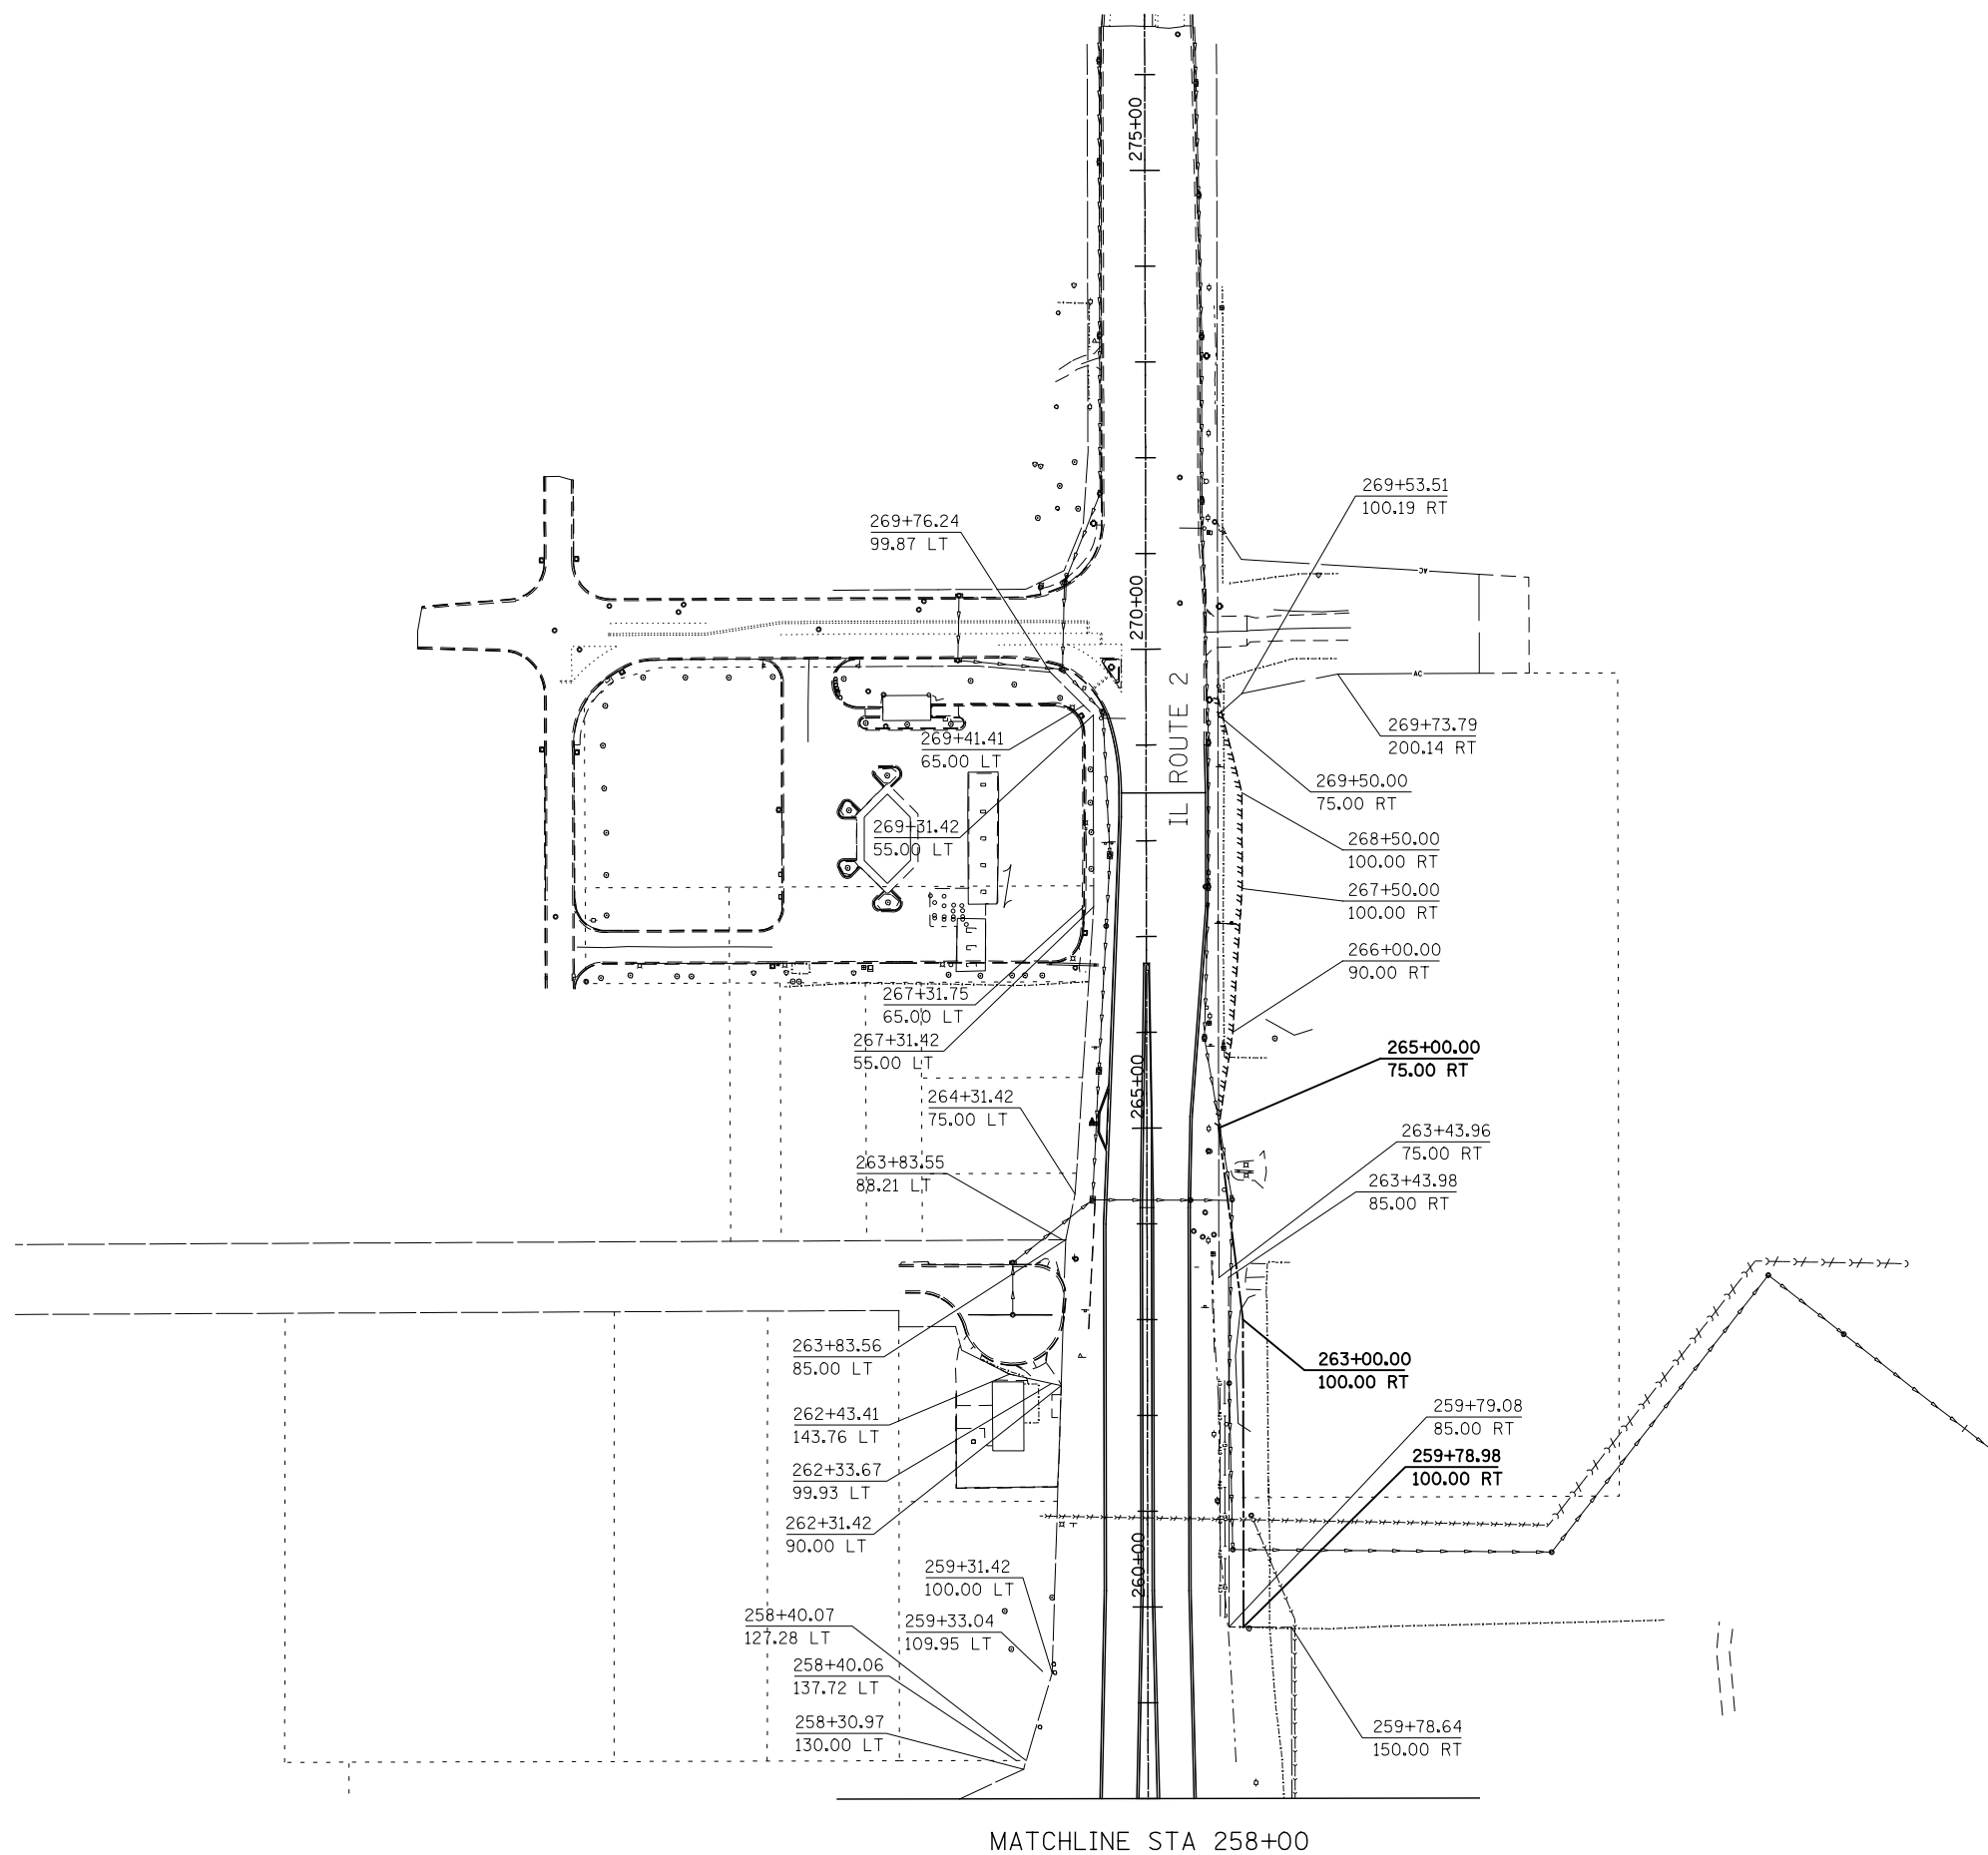 275+00
269+53.51
100.19 RT
269+76.24
99.87 LT
270+00
IL ROUTE 2
AC
AC
269+73.79
200.14 RT
269+41.41
65.00 LT
269+50.00
75.00 RT
269+31.42
55.00 LT
268+50.00
100.00 RT
267+50.00
100.00 RT
266+00.00
90.00 RT
267+31.75
65.00 LT
267+31.42
55.00 LT
265+00.00
75.00 RT
265+00
264+31.42
75.00 LT
263+43.96
75.00 RT
263+83.55
88.21 LT
263+43.98
85.00 RT
263+83.56
85.00 LT
263+00.00
100.00 RT
262+43.41
143.76 LT
259+79.08
85.00 RT
259+78.98
100.00 RT
262+33.67
99.93 LT
262+31.42
90.00 LT
260+00
259+31.42
100.00 LT
258+40.07
127.28 LT
259+33.04
109.95 LT
258+40.06
137.72 LT
258+30.97
130.00 LT
259+78.64
150.00 RT
MATCHLINE STA 258+00